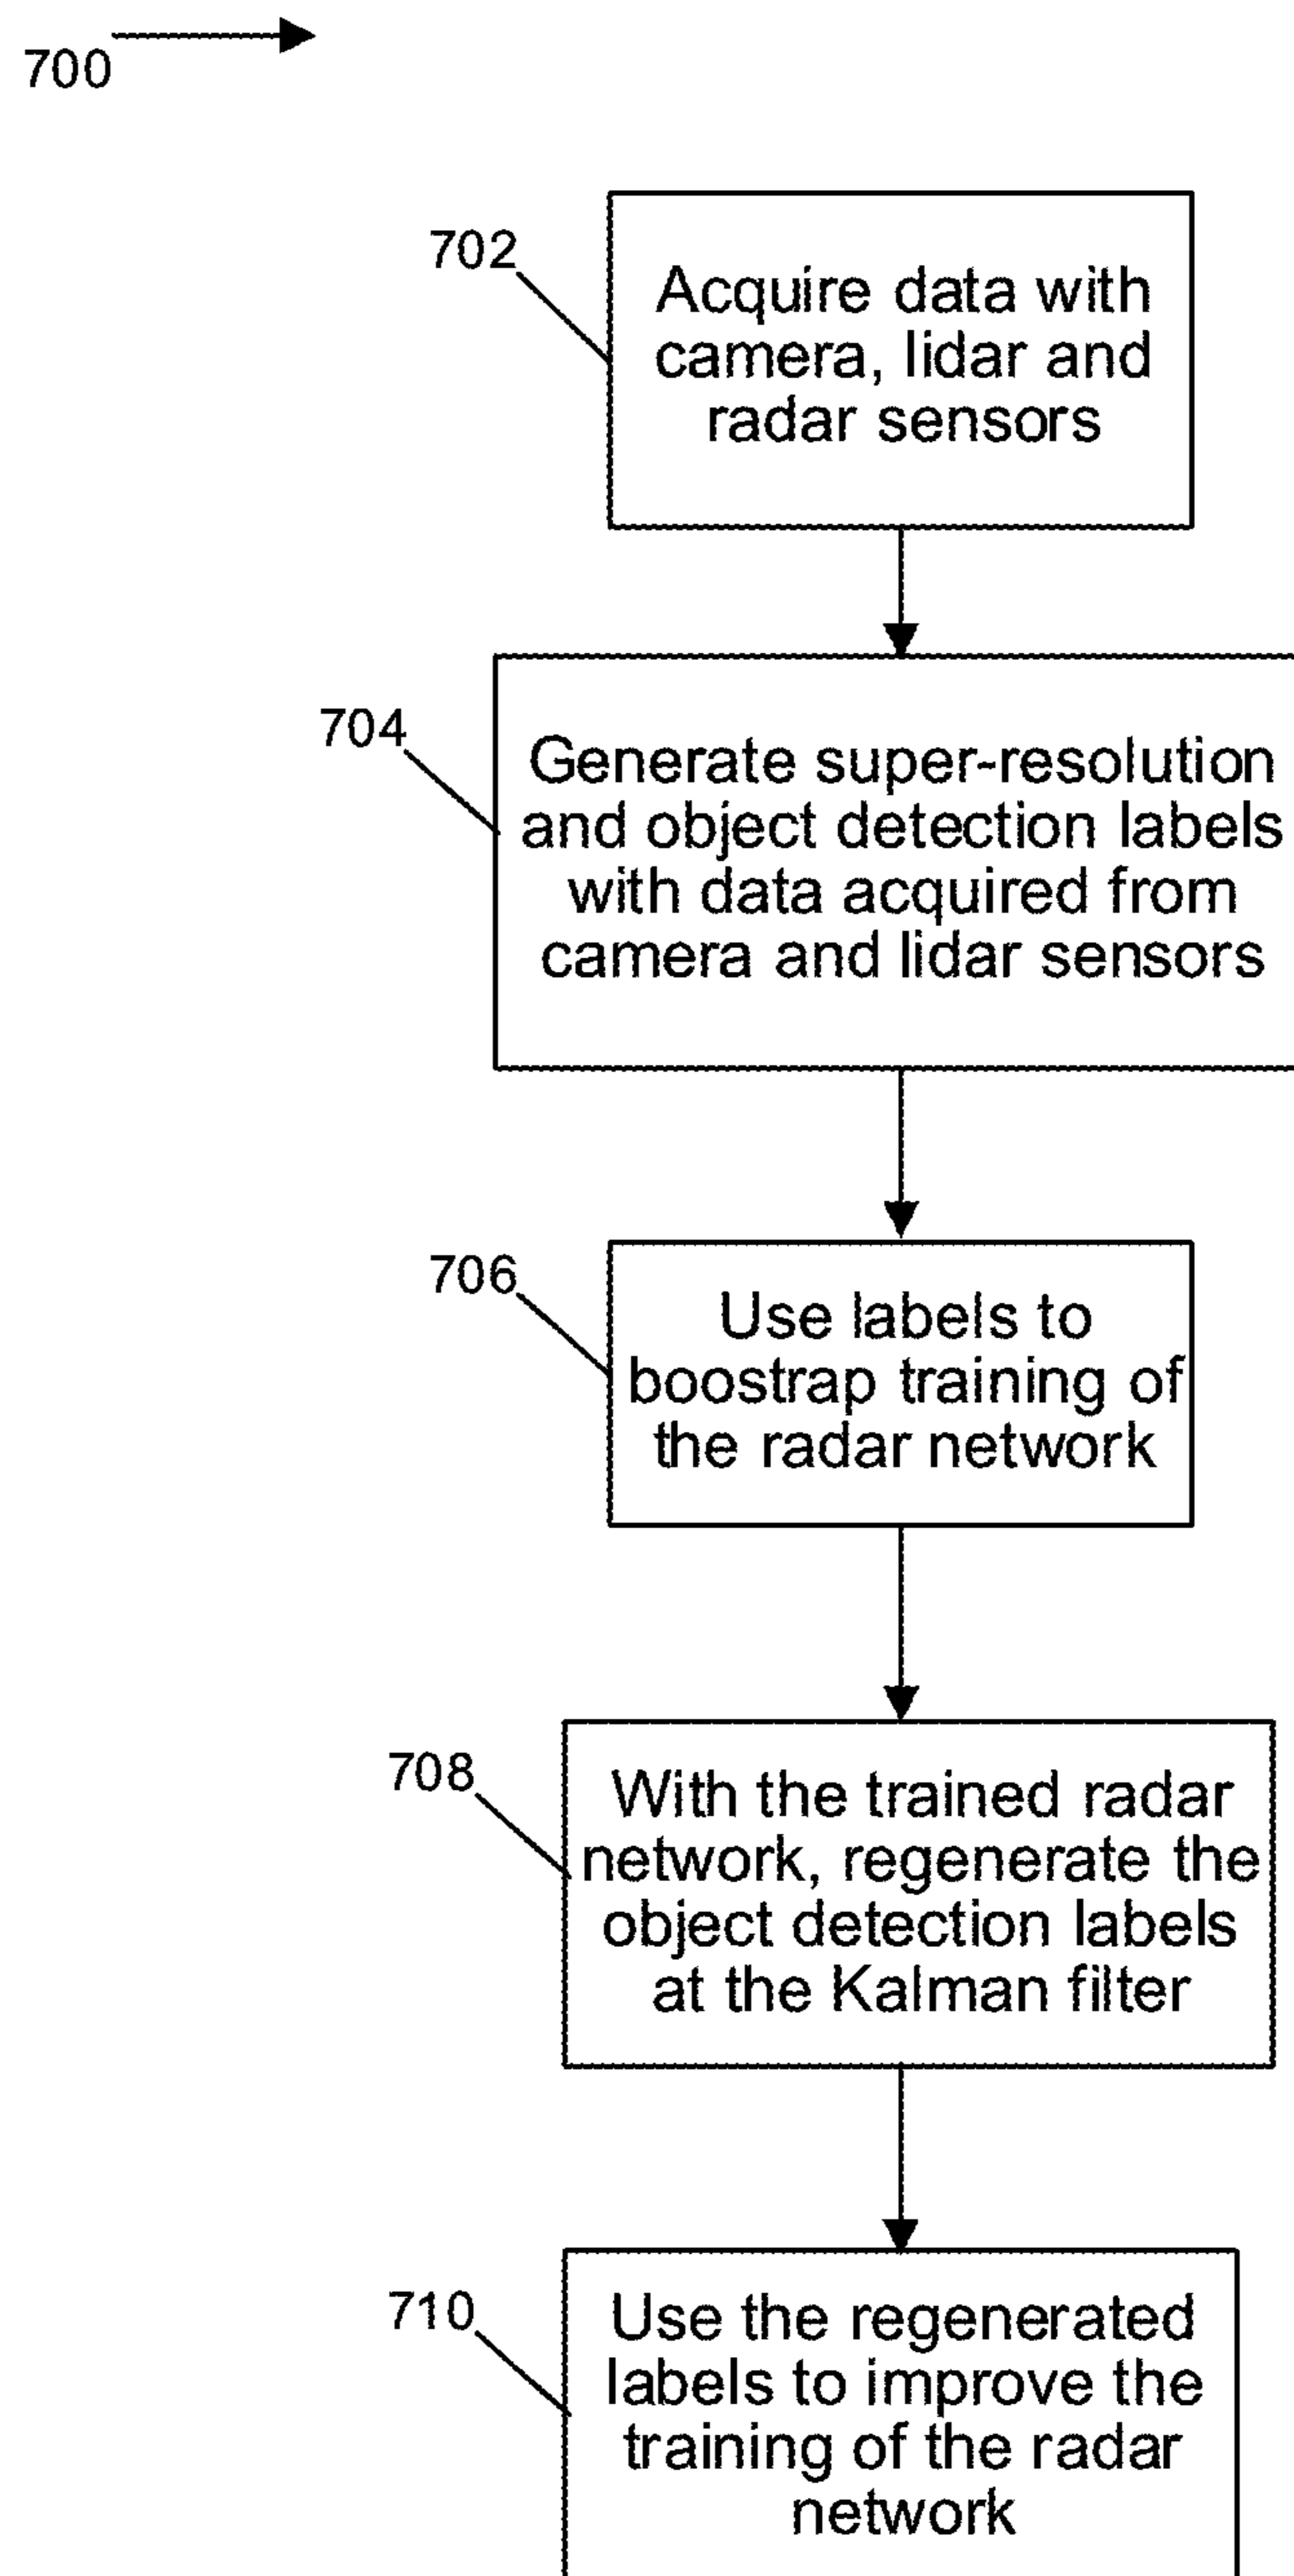 700
702
Acquire data with
camera, lidar and
radar sensors
704
Generate super-resolution
and object detection labels
with data acquired from
camera and lidar sensors
706
Use labels to
boostrap training of
the radar network
708
With the trained radar
network, regenerate the
object detection labels
at the Kalman filter
710
Use the regenerated
labels to improve the
training of the radar
network